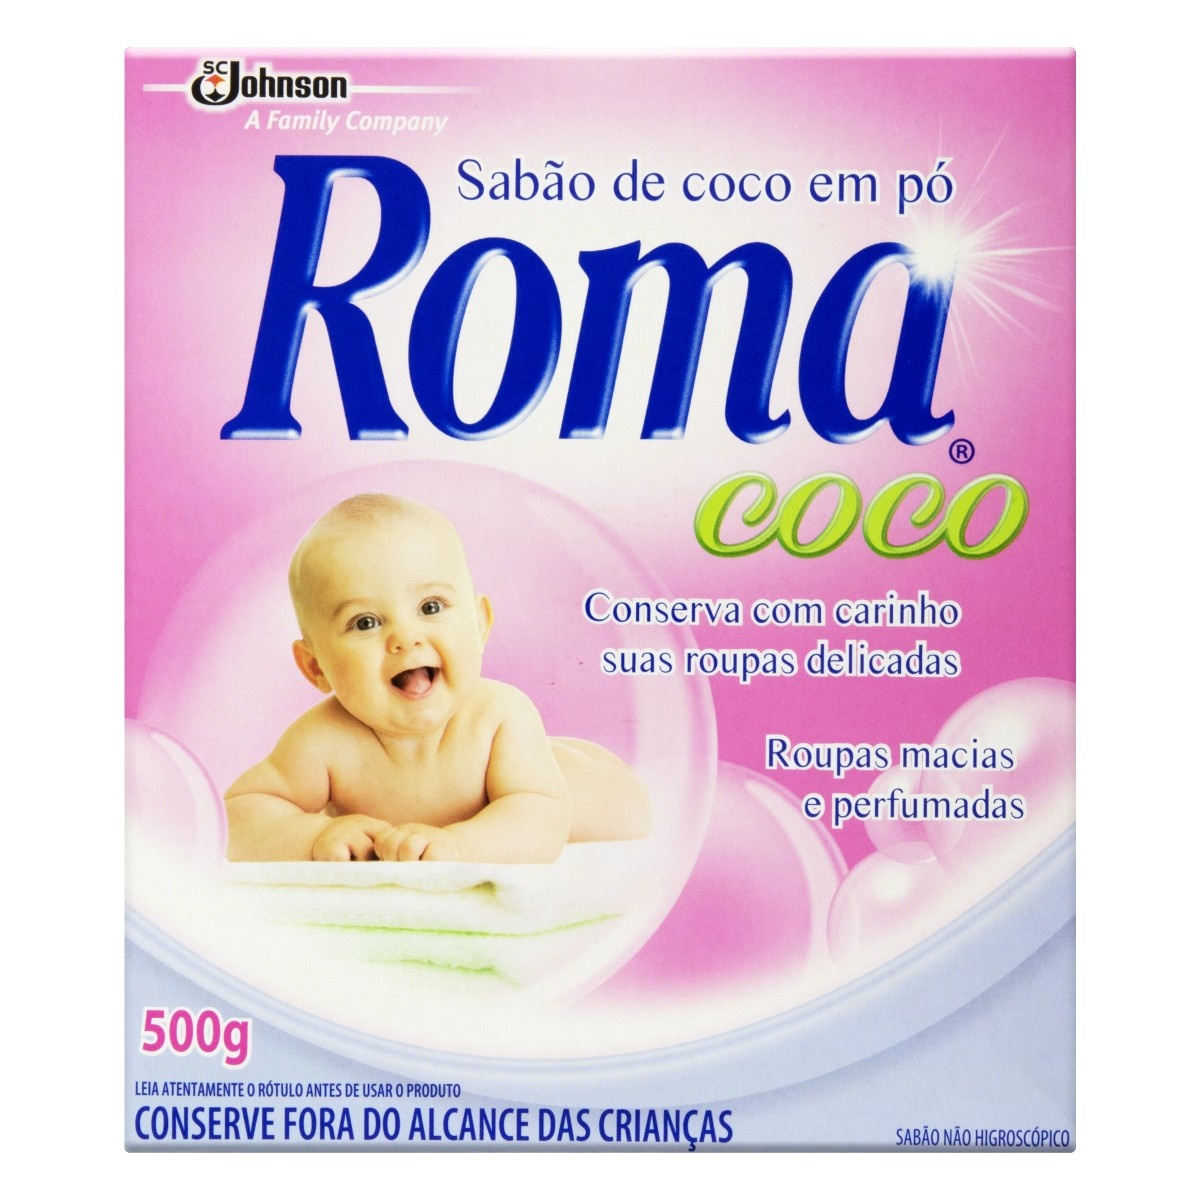 SC Johnson
A Family Company
Sabão de coco em pó
Roma®
coco
Conserva com carinho
suas roupas delicadas
Roupas macias
e perfumadas
500g
LEIA ATENTAMENTE O RÓTULO ANTES DE USAR O PRODUTO
CONSERVE FORA DO ALCANCE DAS CRIANÇAS
SABÃO NÃO HIGROSCÓPICO